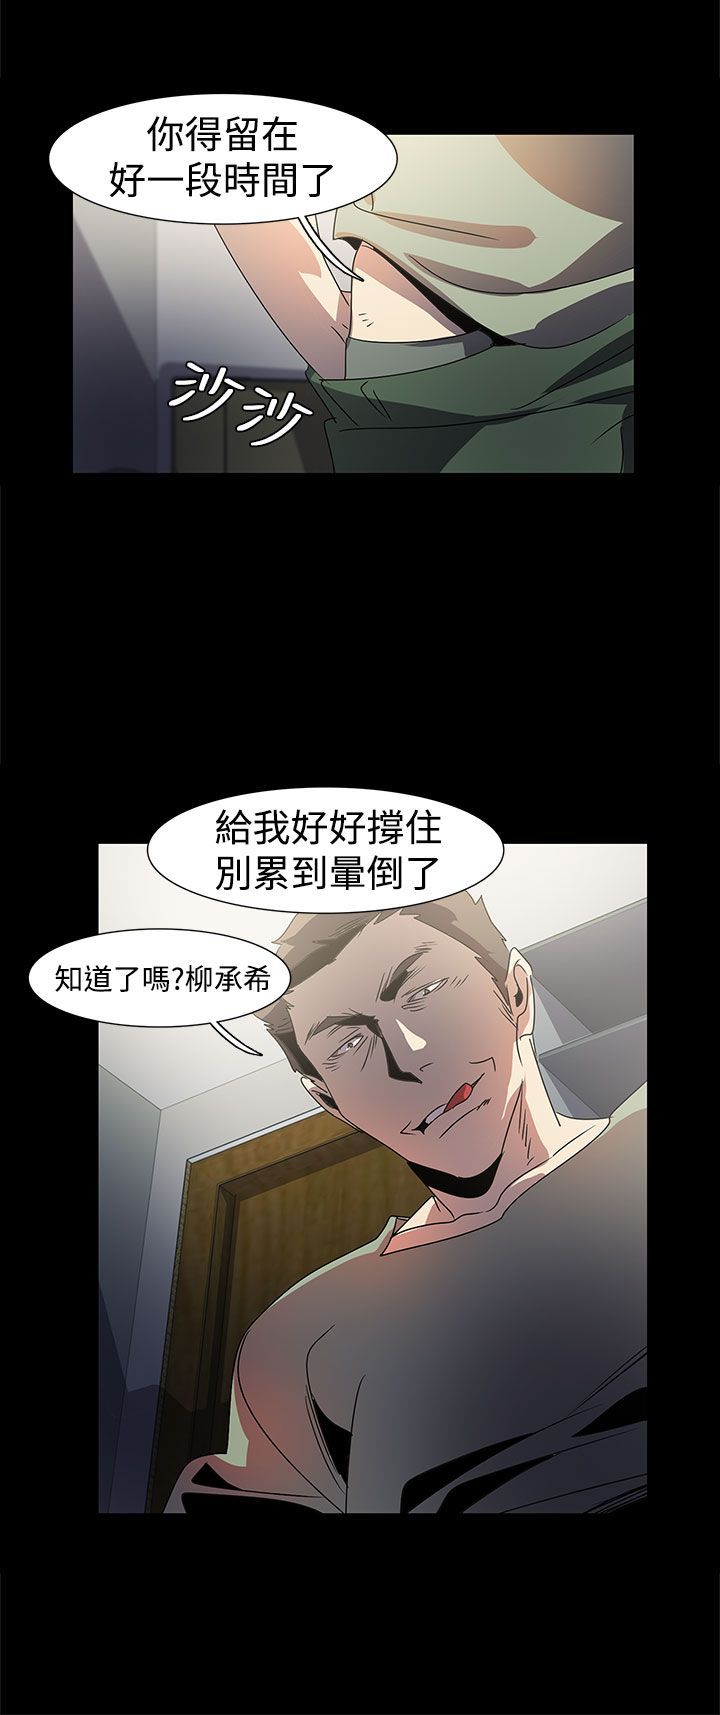 你得留在
好一段時間了
沙沙
給我好好撐住
別累到暈倒了
知道了嗎?柳承希